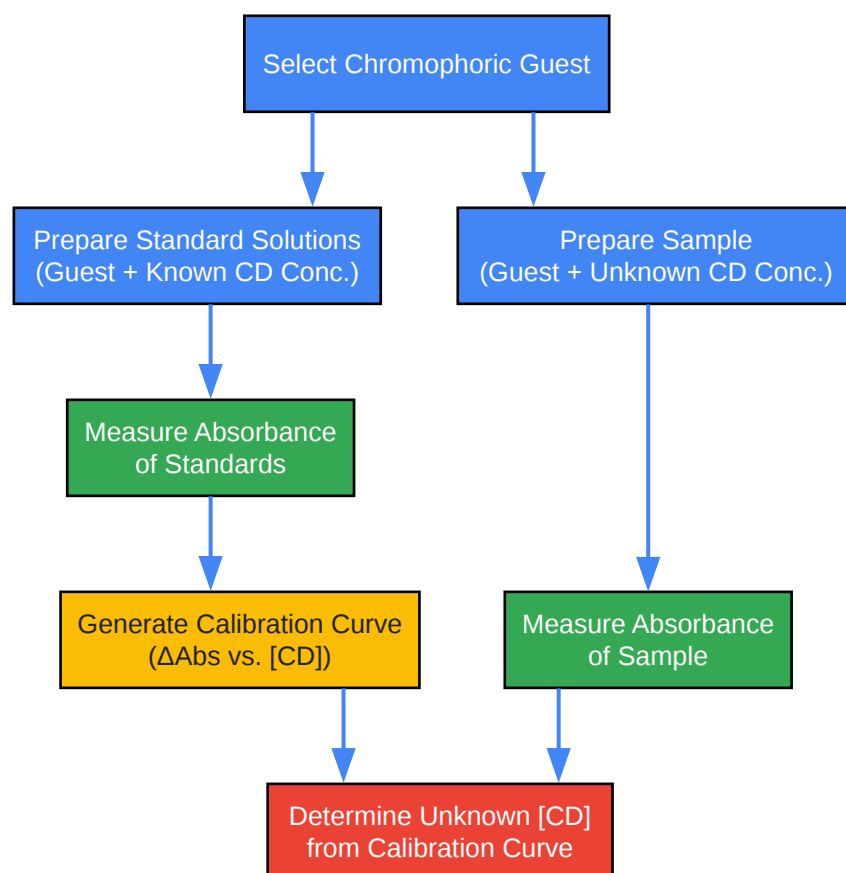 Select Chromophoric Guest
Prepare Standard Solutions
(Guest + Known CD Conc.)
Prepare Sample
(Guest + Unknown CD Conc.)
Measure Absorbance
of Standards
Generate Calibration Curve
(ΔAbs vs. [CD])
Measure Absorbance
of Sample
Determine Unknown [CD]
from Calibration Curve